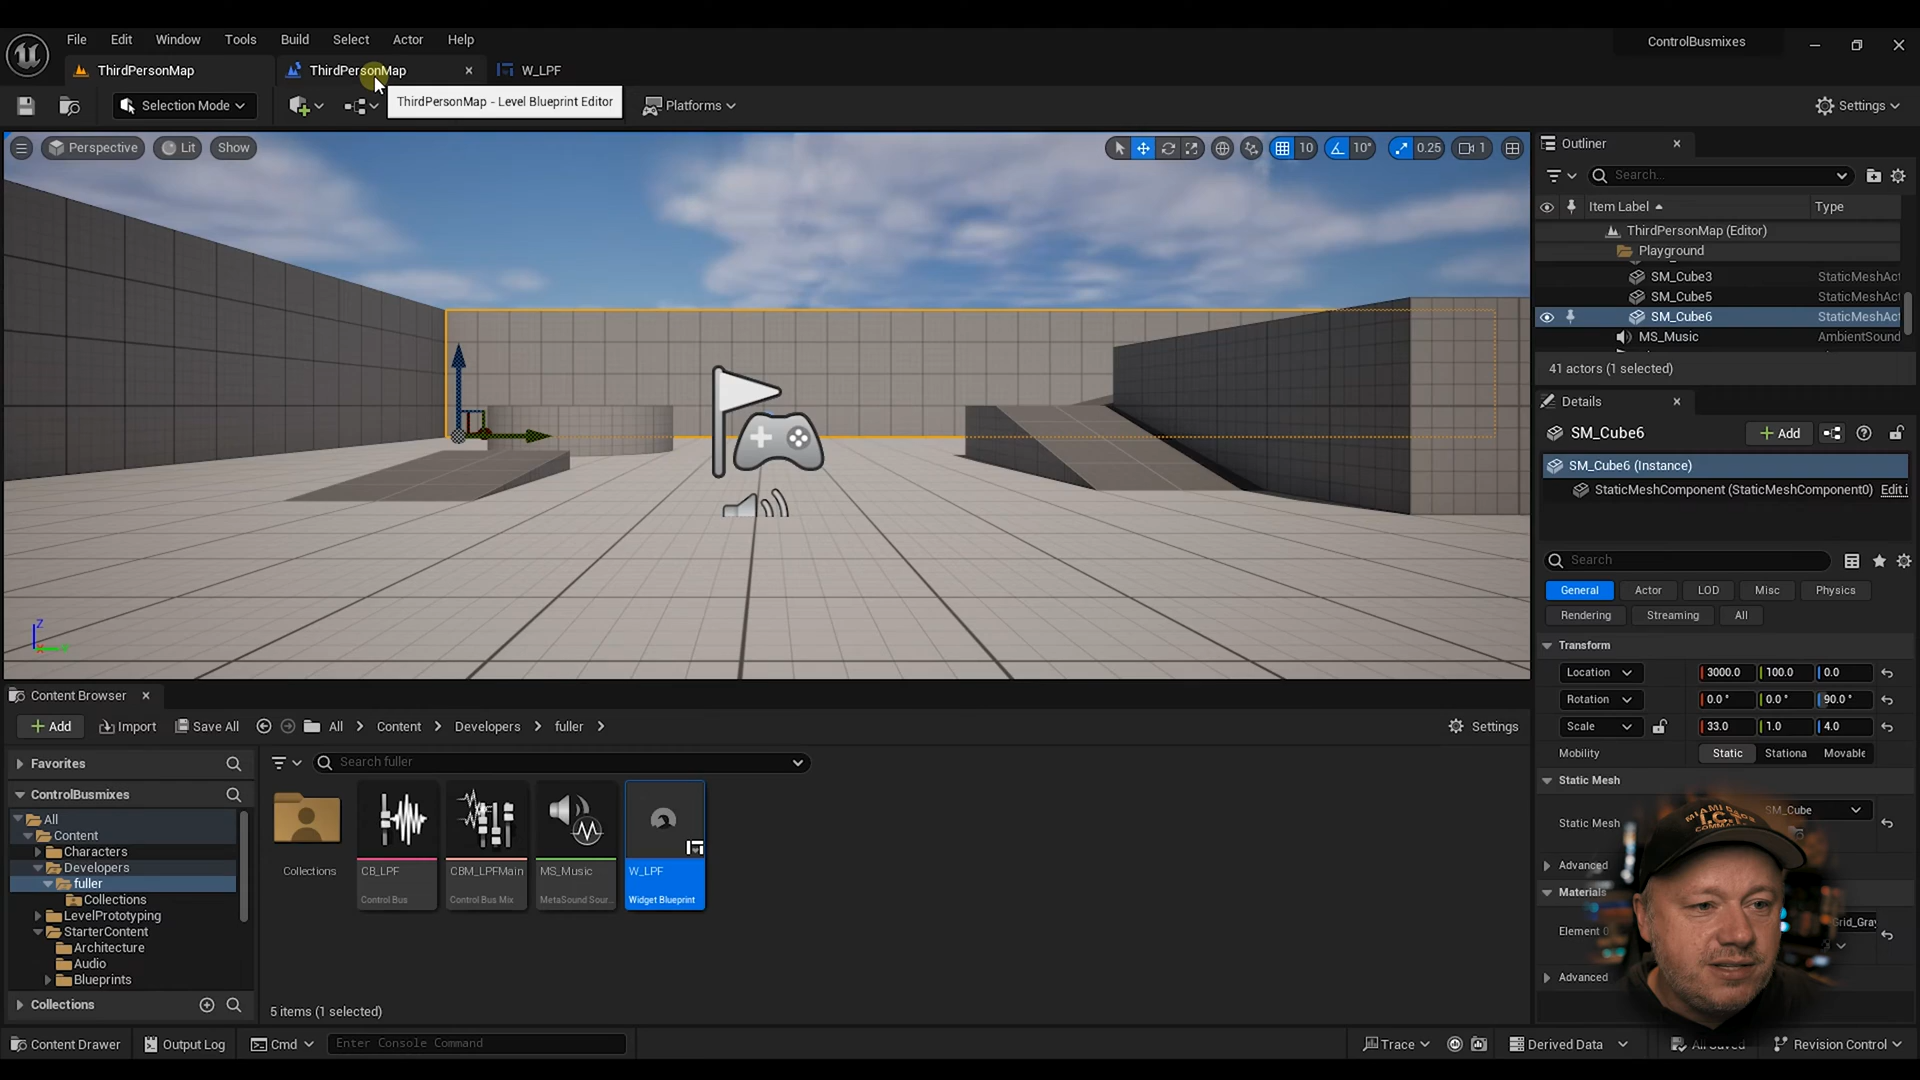 File Edit Window Tools Build Select Actor Help
ControlBusmixes
ThirdPersonMap
ThirdPersonMap
W_LPF
Selection Mode
ThirdPersonMap - Level Blueprint Editor
Platforms
Settings
Perspective Lit Show
10 10° 0.25 1
Outliner
Search...
Item Label Type
ThirdPersonMap (Editor)
Playground
SM_Cube3 StaticMeshAct
SM_Cube5 StaticMeshAct
SM_Cube6 StaticMeshAct
MS_Music AmbientSound
41 actors (1 selected)
Details
SM_Cube6
Add
SM_Cube6 (Instance)
StaticMeshComponent (StaticMeshComponent0) Edit i
Search
General Actor LOD Misc Physics
Rendering Streaming All
Transform
Location 3000.0 100.0 0.0
Rotation 0.0° 0.0° 90.0°
Scale 33.0 1.0 4.0
Mobility Static Stationa Movable
Static Mesh
Static Mesh SM_Cube
Advanced
Materials
Element 0 Grid_Gray
Advanced
Z
Content Browser
Add Import Save All All Content Developers fuller
Settings
Favorites
Search fuller
ControlBusmixes
All
Content
Characters
Developers
fuller
Collections
LevelPrototyping
StarterContent
Architecture
Audio
Blueprints
Collections
Collections
CB_LPF
Control Bus
CBM_LPFMain
Control Bus Mix
MS_Music
MetaSound Sour...
W_LPF
Widget Blueprint
5 items (1 selected)
MIAMI DADE
Content Drawer Output Log Cmd Enter Console Command
Trace Derived Data All Saved Revision Control